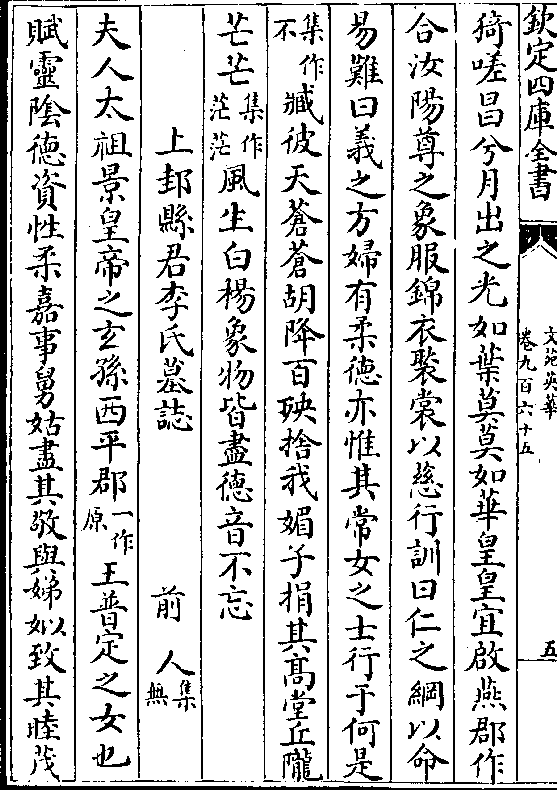 欽定四庫全書
文苑英華
卷九百六十五
五
猗嗟昌兮月出之光如葉莫莫如華皇皇宜啟燕郡作
合汝陽尊之象服錦衣褧裳以慈行訓曰仁之綱以命
易難曰義之方婦有柔德亦惟其常女之士行于何是
集作不臧彼天蒼蒼胡降百殃捨我媚子捐其高堂丘隴
芒芒集作茫茫風生白楊象物皆盡德音不忘
上邽縣君李氏墓誌 前人集無
夫人太祖景皇帝之玄孫西平郡一作原王普定之女也
賦靈陰德資性柔嘉事舅姑盡其敬與娣姒致其睦茂